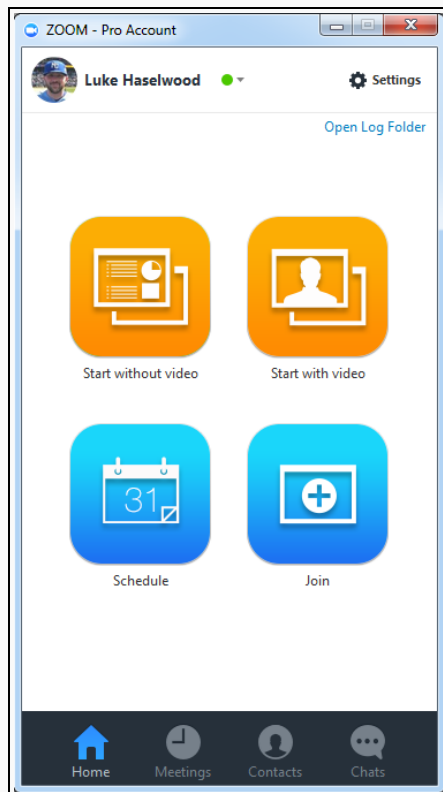 ZOOM - Pro Account
Luke Haselwood
Settings
Open Log Folder
Start without video
Start with video
31
Schedule
Join
Home
Meetings
Contacts
Chats